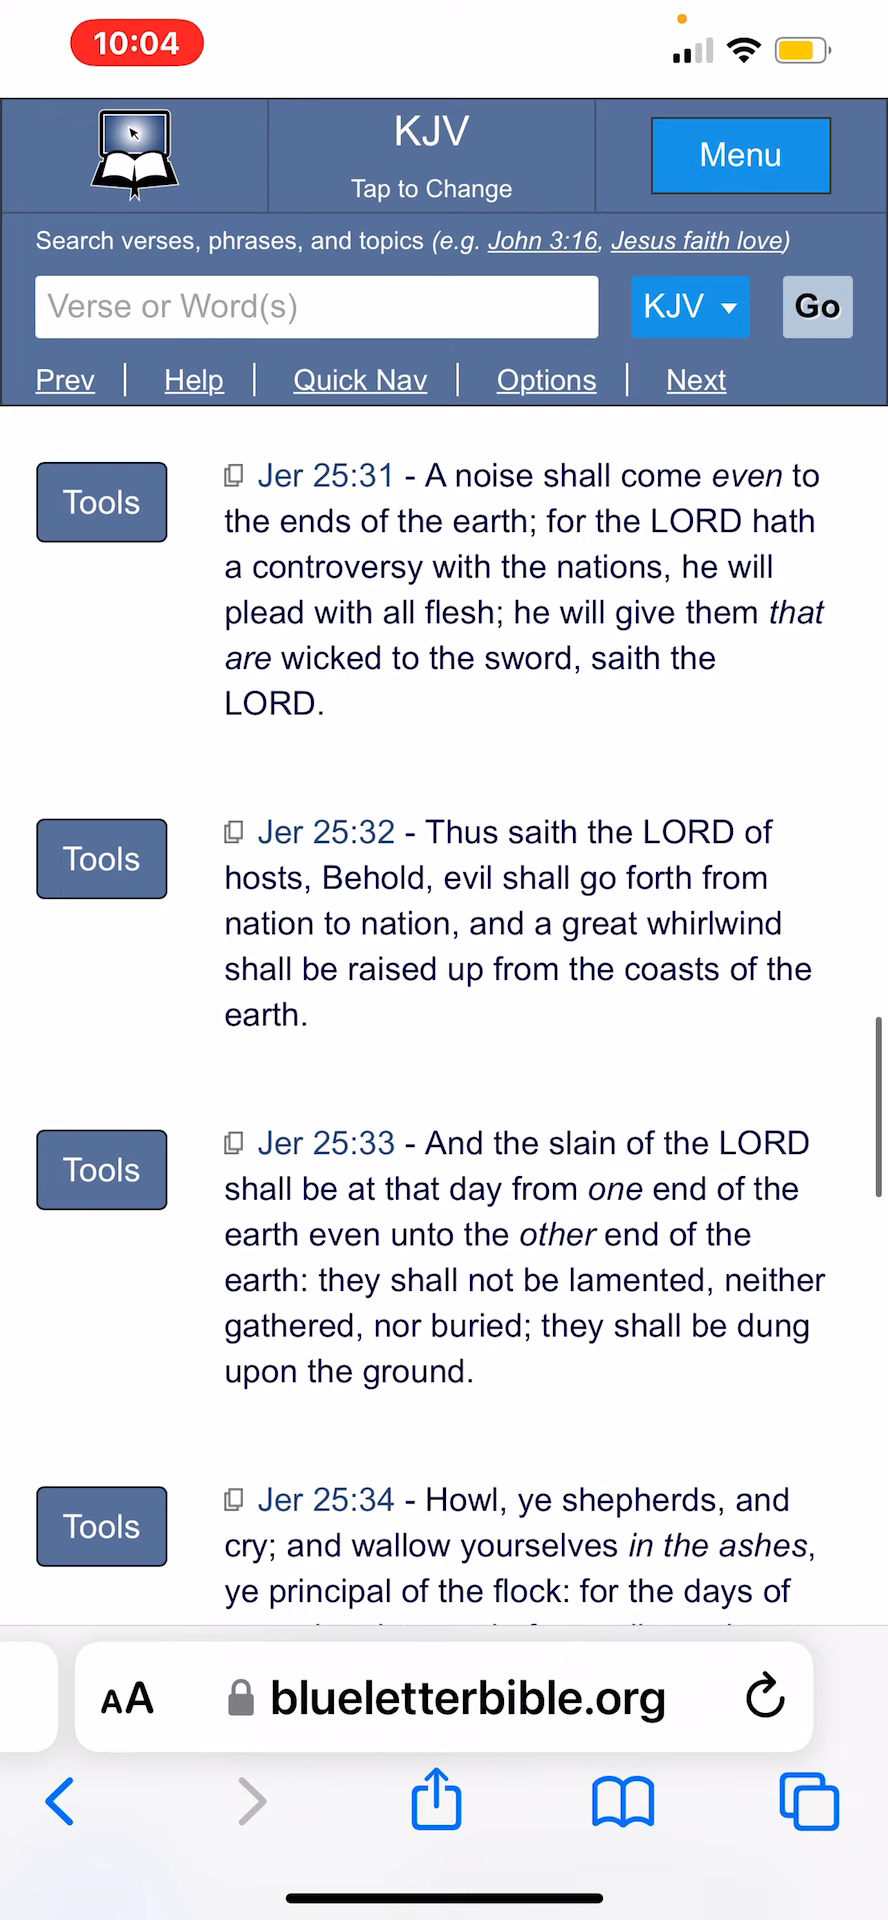 10:04
KJV
Tap to Change
Menu
Search verses, phrases, and topics (e.g. John 3:16, Jesus faith love)
Verse or Word(s)
KJV
Go
Prev | Help | Quick Nav | Options | Next
Tools
Jer 25:31 - A noise shall come even to
the ends of the earth; for the LORD hath
a controversy with the nations, he will
plead with all flesh; he will give them that
are wicked to the sword, saith the
LORD.
Tools
Jer 25:32 - Thus saith the LORD of
hosts, Behold, evil shall go forth from
nation to nation, and a great whirlwind
shall be raised up from the coasts of the
earth.
Tools
Jer 25:33 - And the slain of the LORD
shall be at that day from one end of the
earth even unto the other end of the
earth: they shall not be lamented, neither
gathered, nor buried; they shall be dung
upon the ground.
Tools
Jer 25:34 - Howl, ye shepherds, and
cry; and wallow yourselves in the ashes,
ye principal of the flock: for the days of
AA
blueletterbible.org